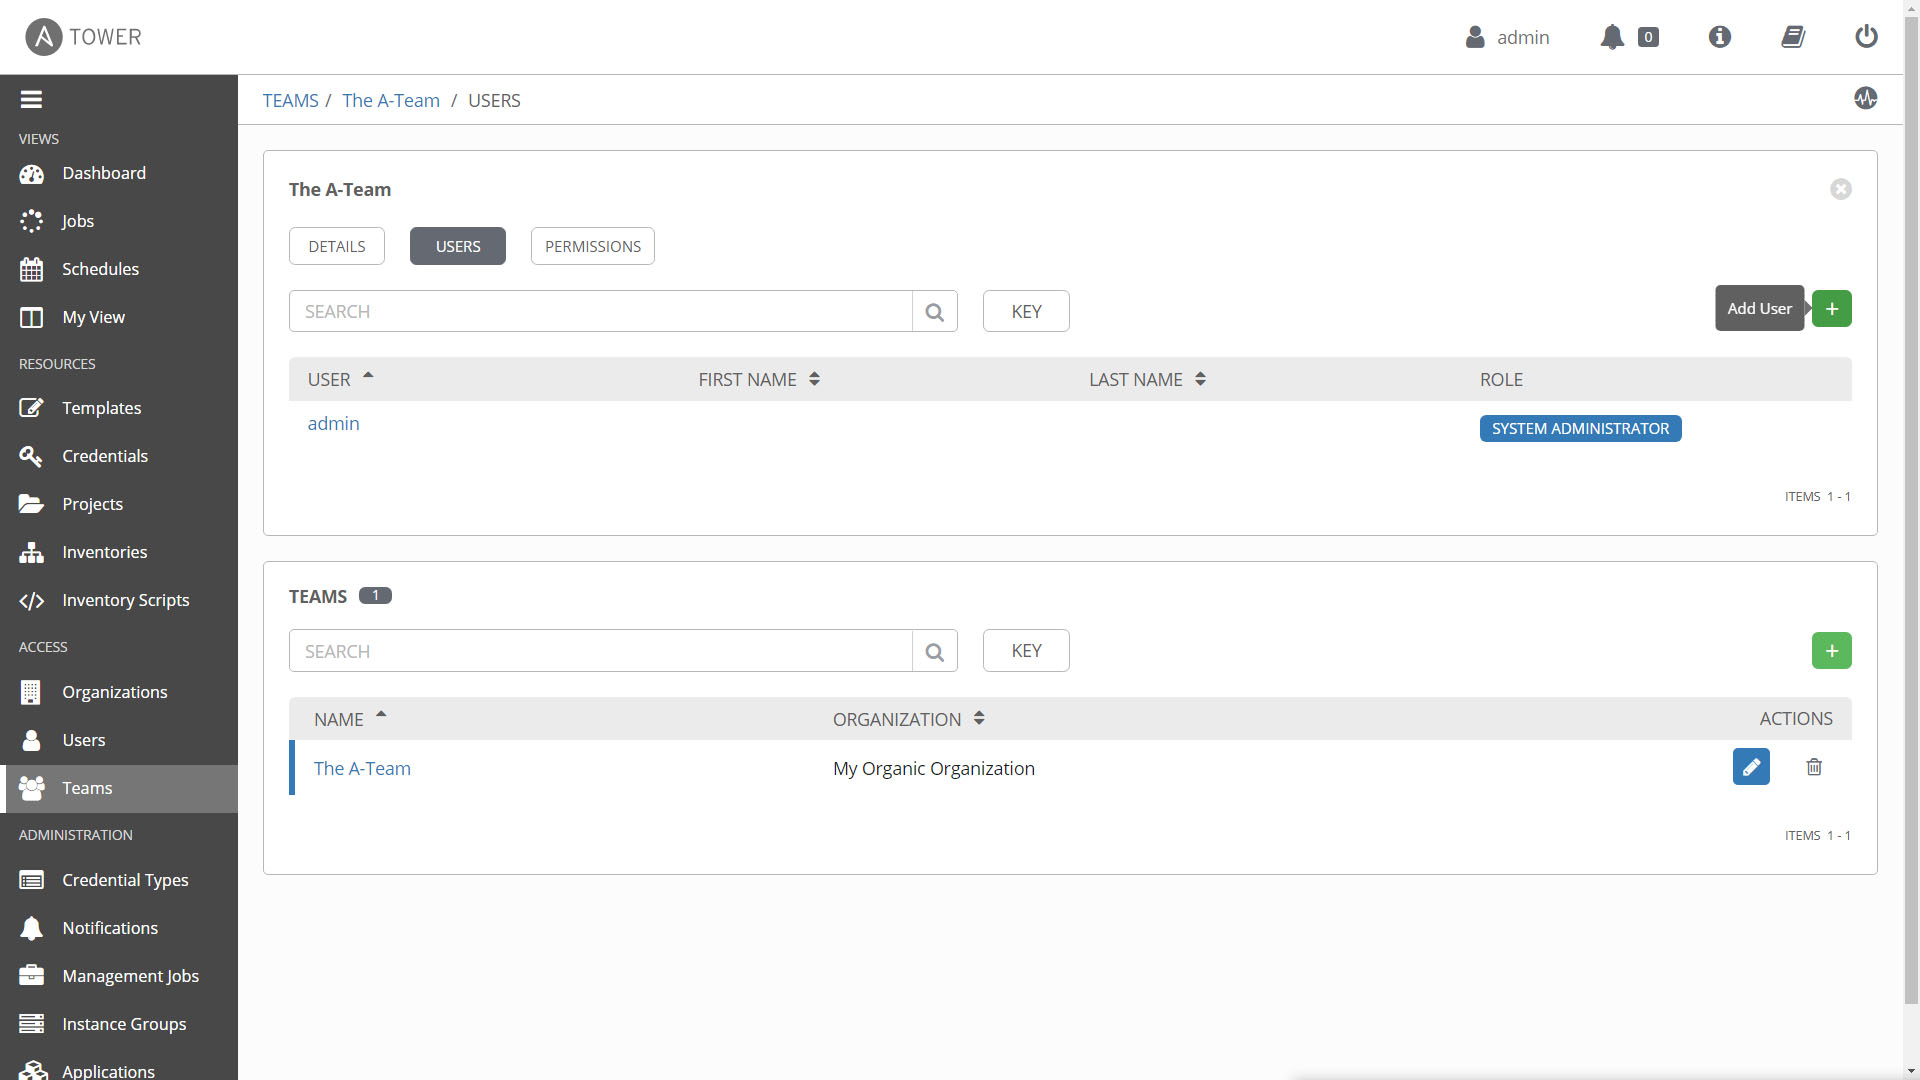 A TOWER
admin
0
TEAMS / The A-Team / USERS
VIEWS
Dashboard
Jobs
Schedules
My View
RESOURCES
Templates
Credentials
Projects
Inventories
Inventory Scripts
ACCESS
Organizations
Users
Teams
ADMINISTRATION
Credential Types
Notifications
Management Jobs
Instance Groups
Applications
The A-Team
DETAILS USERS PERMISSIONS
SEARCH KEY Add User +
USER FIRST NAME LAST NAME ROLE
admin SYSTEM ADMINISTRATOR
ITEMS 1 - 1
TEAMS 1
SEARCH KEY +
NAME ORGANIZATION ACTIONS
The A-Team My Organic Organization
ITEMS 1 - 1